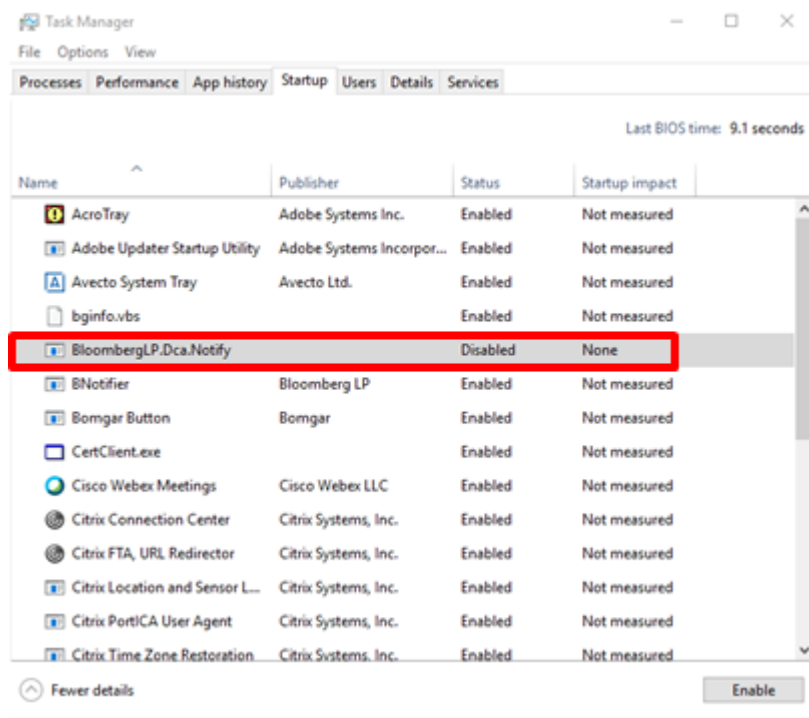 Task Manager
File Options View
Processes Performance App history Startup Users Details Services
Last BIOS time: 9.1 seconds
Name Publisher Status Startup impact
AcroTray Adobe Systems Inc. Enabled Not measured
Adobe Updater Startup Utility Adobe Systems Incorpor... Enabled Not measured
Avecto System Tray Avecto Ltd. Enabled Not measured
bginfo.vbs Enabled Not measured
BloombergLP.Dca.Notify Disabled None
BNotifier Bloomberg LP Enabled Not measured
Bomgar Button Bomgar Enabled Not measured
CertClient.exe Enabled Not measured
Cisco Webex Meetings Cisco Webex LLC Enabled Not measured
Citrix Connection Center Citrix Systems, Inc. Enabled Not measured
Citrix FTA, URL Redirector Citrix Systems, Inc. Enabled Not measured
Citrix Location and Sensor L... Citrix Systems, Inc. Enabled Not measured
Citrix PortICA User Agent Citrix Systems, Inc. Enabled Not measured
Citrix Time Zone Restoration Citrix Systems, Inc. Enabled Not measured
Fewer details Enable